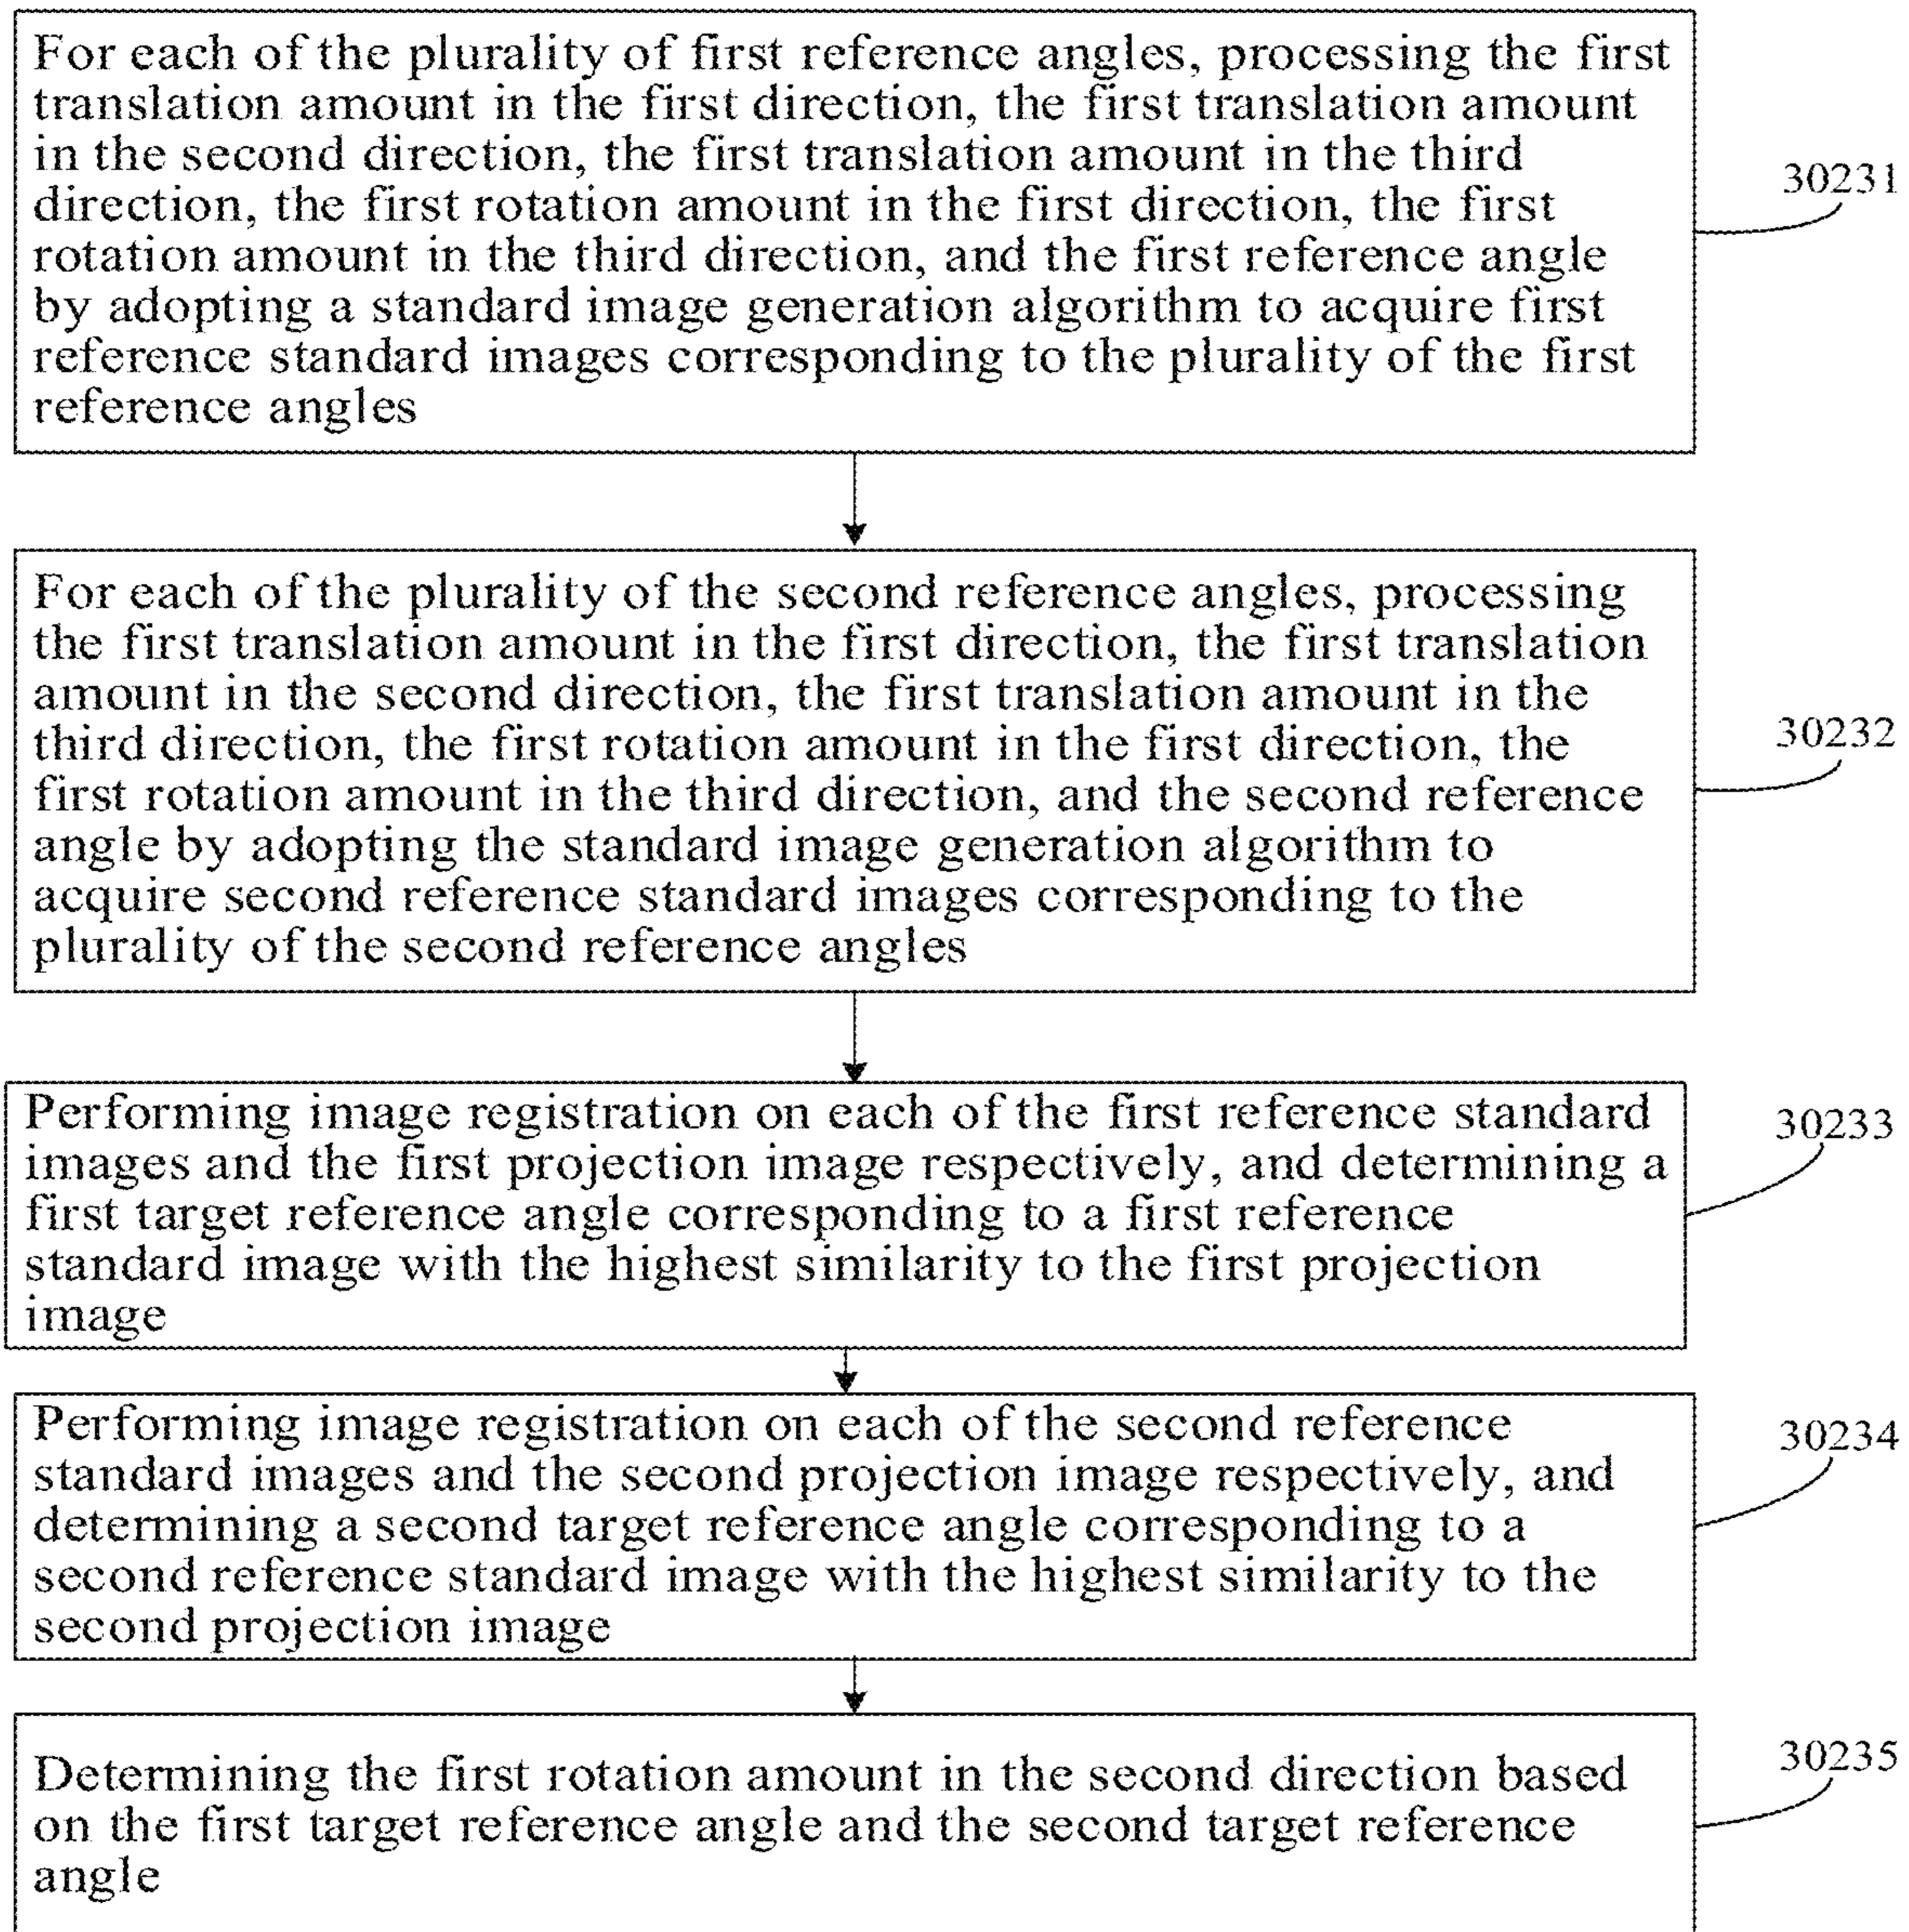 For each of the plurality of first reference angles, processing the first
translation amount in the first direction, the first translation amount
in the second direction, the first translation amount in the third
direction, the first rotation amount in the first direction, the first
rotation amount in the third direction, and the first reference angle
by adopting a standard image generation algorithm to acquire first
reference standard images corresponding to the plurality of the first
reference angles
30231
For each of the plurality of the second reference angles, processing
the first translation amount in the first direction, the first translation
amount in the second direction, the first translation amount in the
third direction, the first rotation amount in the first direction, the
first rotation amount in the third direction, and the second reference
angle by adopting the standard image generation algorithm to
acquire second reference standard images corresponding to the
plurality of the second reference angles
30232
Performing image registration on each of the first reference standard
images and the first projection image respectively, and determining a
first target reference angle corresponding to a first reference
standard image with the highest similarity to the first projection
image
30233
Performing image registration on each of the second reference
standard images and the second projection image respectively, and
determining a second target reference angle corresponding to a
second reference standard image with the highest similarity to the
second projection image
30234
Determining the first rotation amount in the second direction based
on the first target reference angle and the second target reference
angle
30235